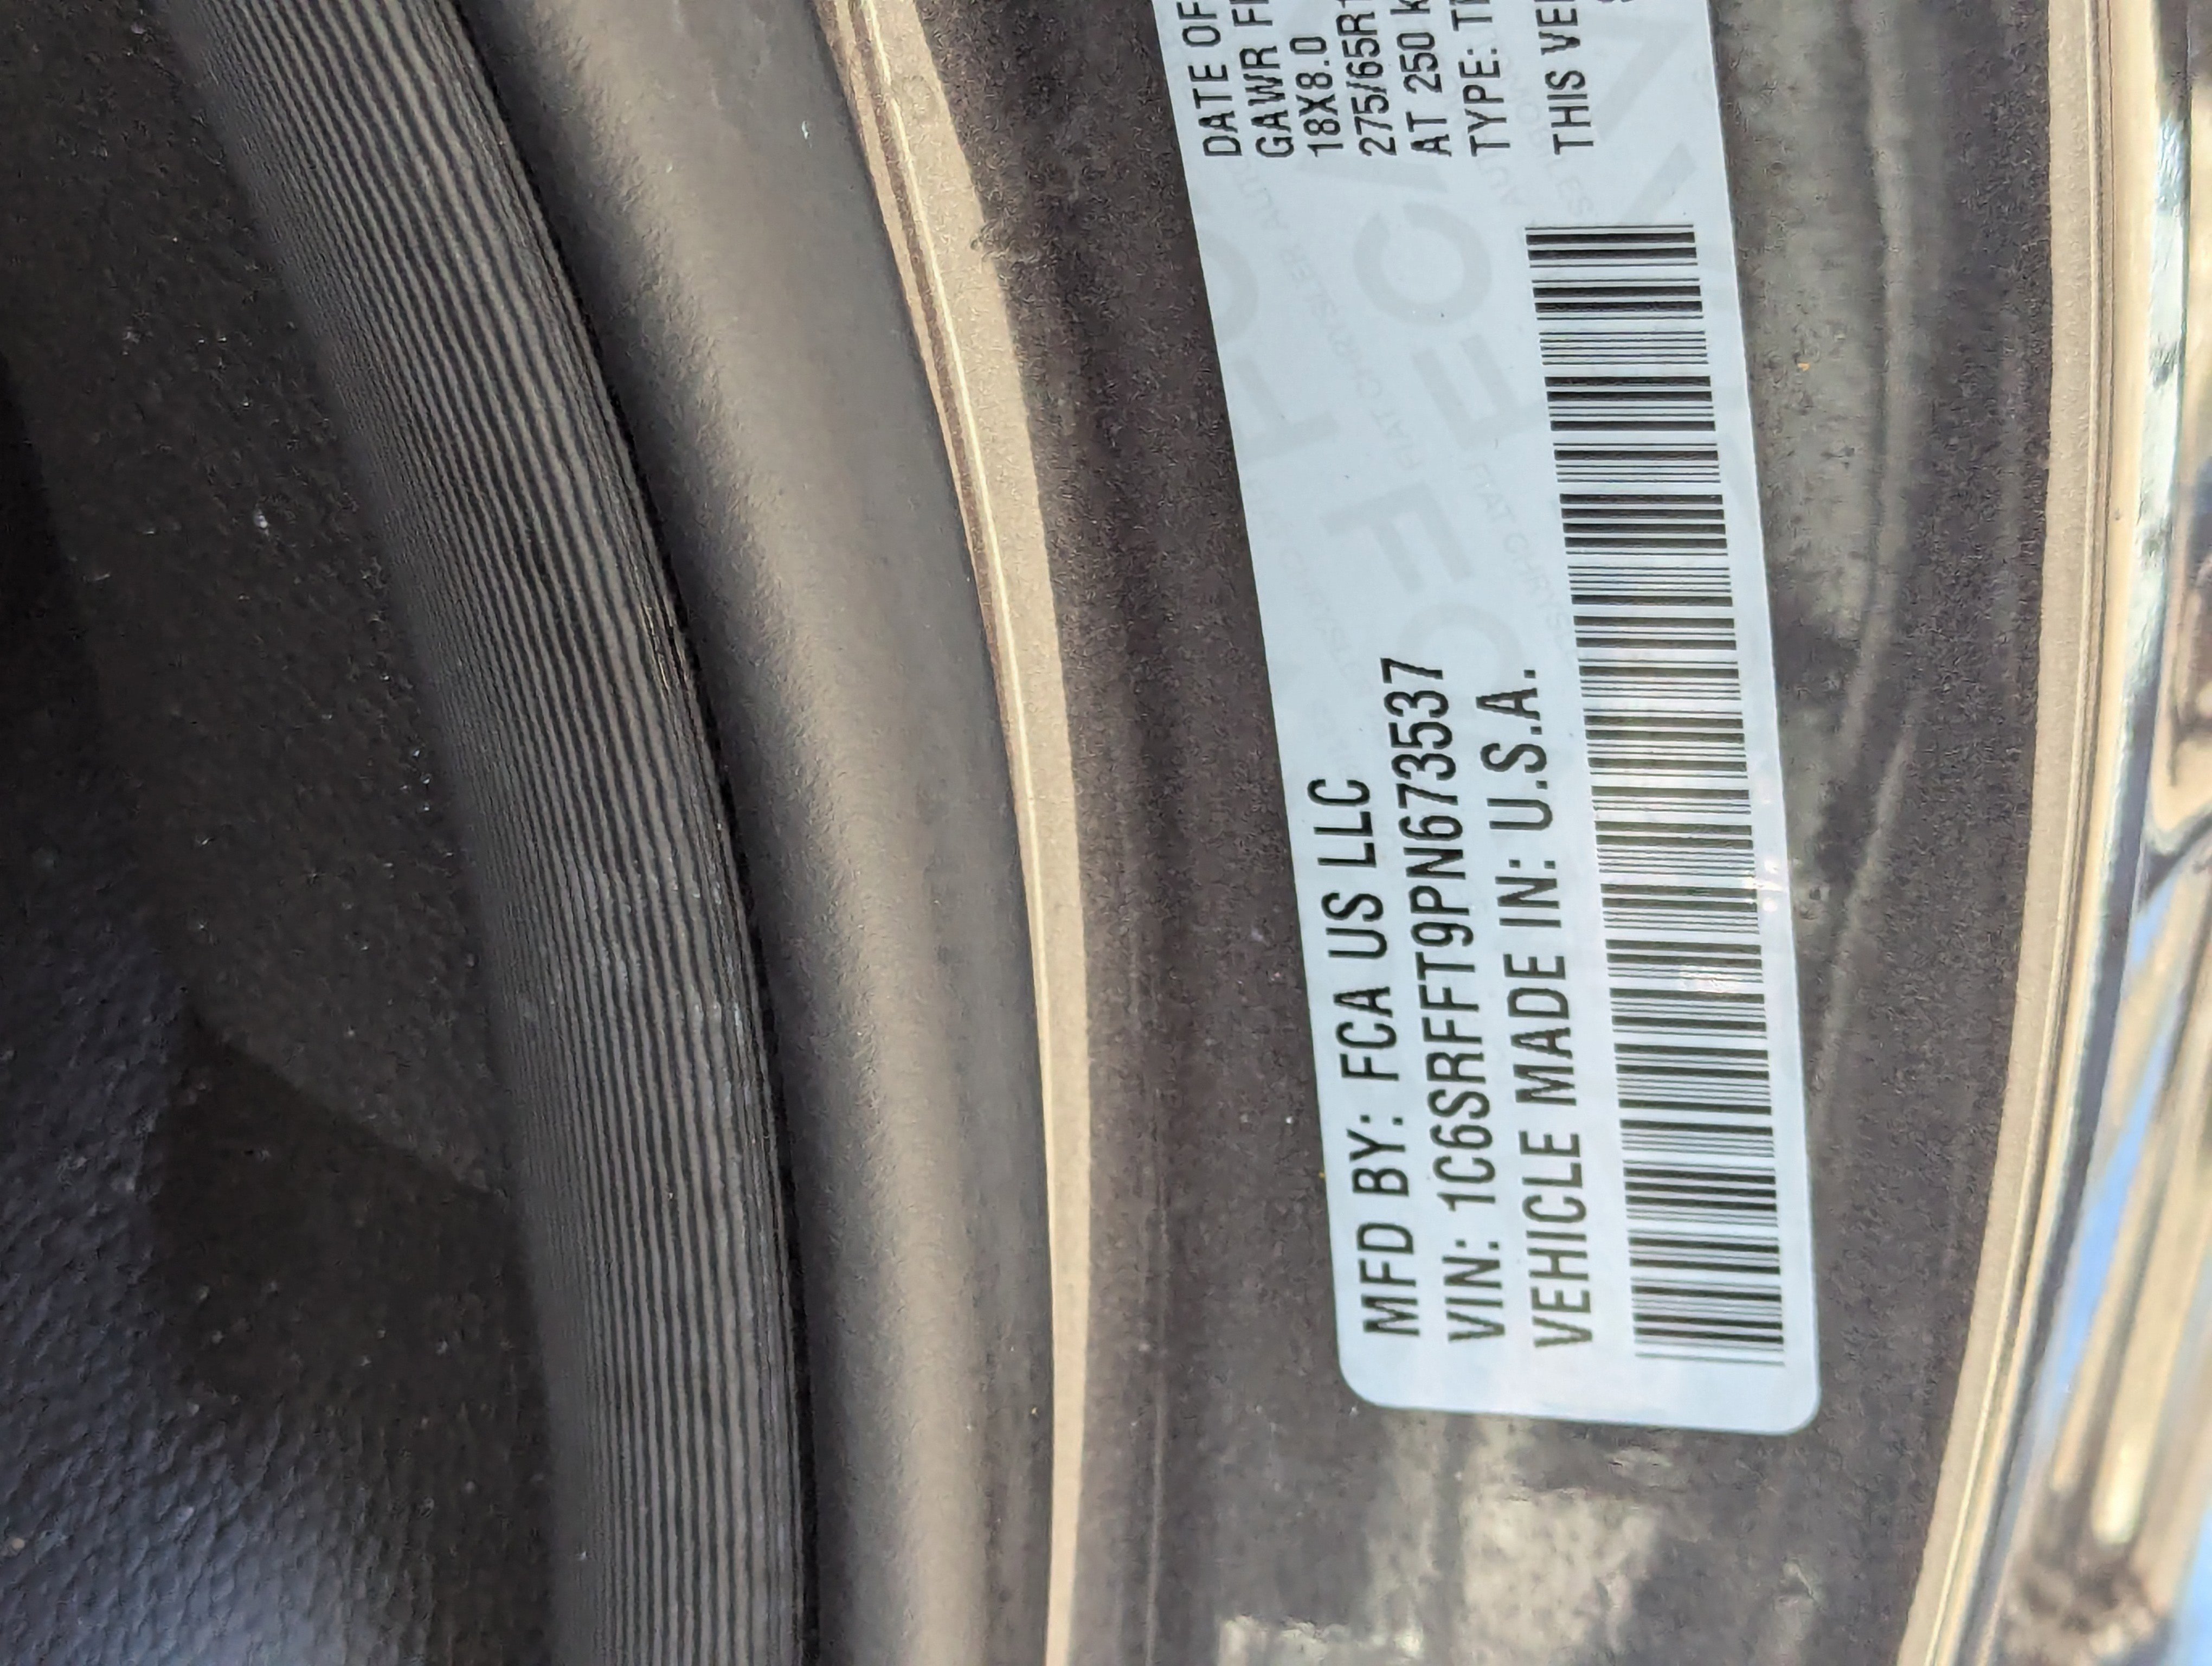 MFD BY: FCA US LLC
VIN: 1C6SRFFT9PN673537
VEHICLE MADE IN: U.S.A.
DATE OF
GAWR
18X8.0
275/65R1
AT 250 k
TYPE:
THIS VE